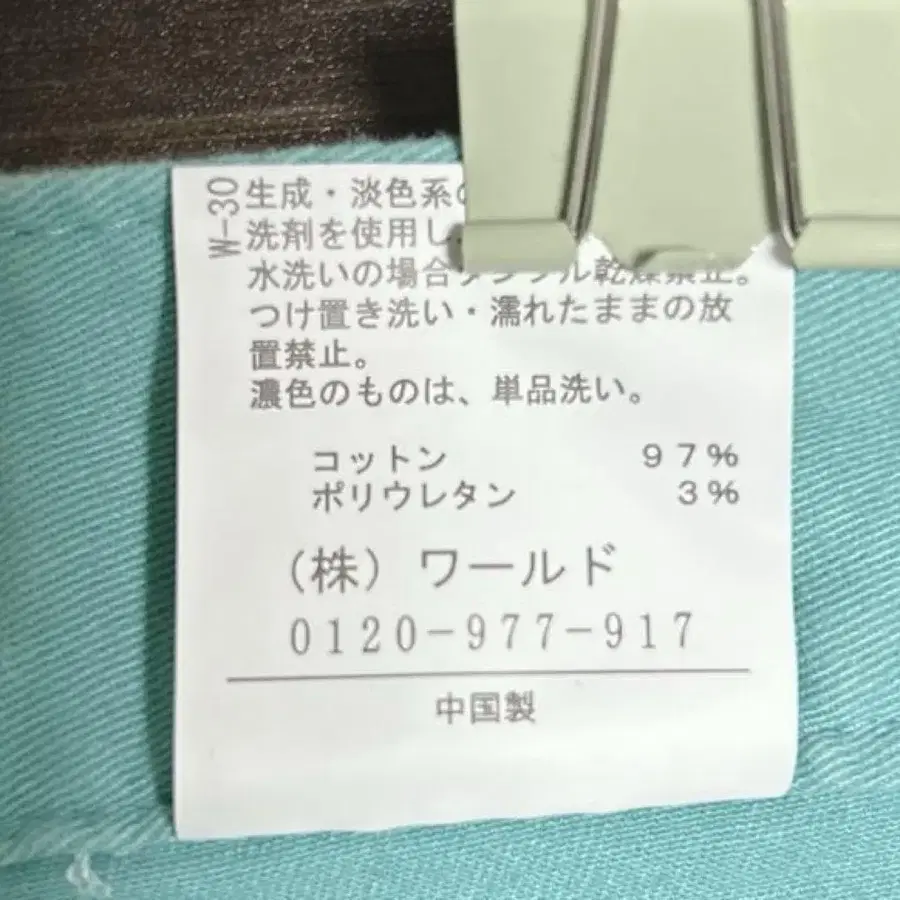 W-30
生成・淡色系の
洗剤を使用し
水洗いの場合タンブル乾燥禁止。
つけ置き洗い・濡れたままの放
置禁止。
濃色のものは、単品洗い。
コットン 97%
ポリウレタン 3%
(株) ワールド
0120-977-917
中国製